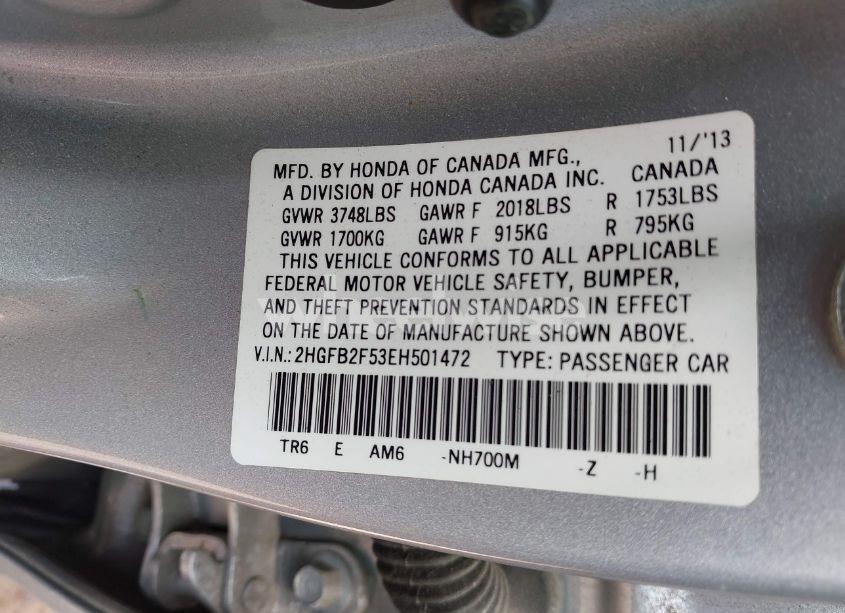 11/'13
MFD. BY HONDA OF CANADA MFG.,
A DIVISION OF HONDA CANADA INC. CANADA
GVWR 3748LBS GAWR F 2018LBS R 1753LBS
GVWR 1700KG GAWR F 915KG R 795KG
THIS VEHICLE CONFORMS TO ALL APPLICABLE
FEDERAL MOTOR VEHICLE SAFETY, BUMPER,
AND THEFT PREVENTION STANDARDS IN EFFECT
ON THE DATE OF MANUFACTURE SHOWN ABOVE.
V.I.N.: 2HGFB2F53EH501472 TYPE: PASSENGER CAR
TR6 E AM6 -NH700M -Z -H